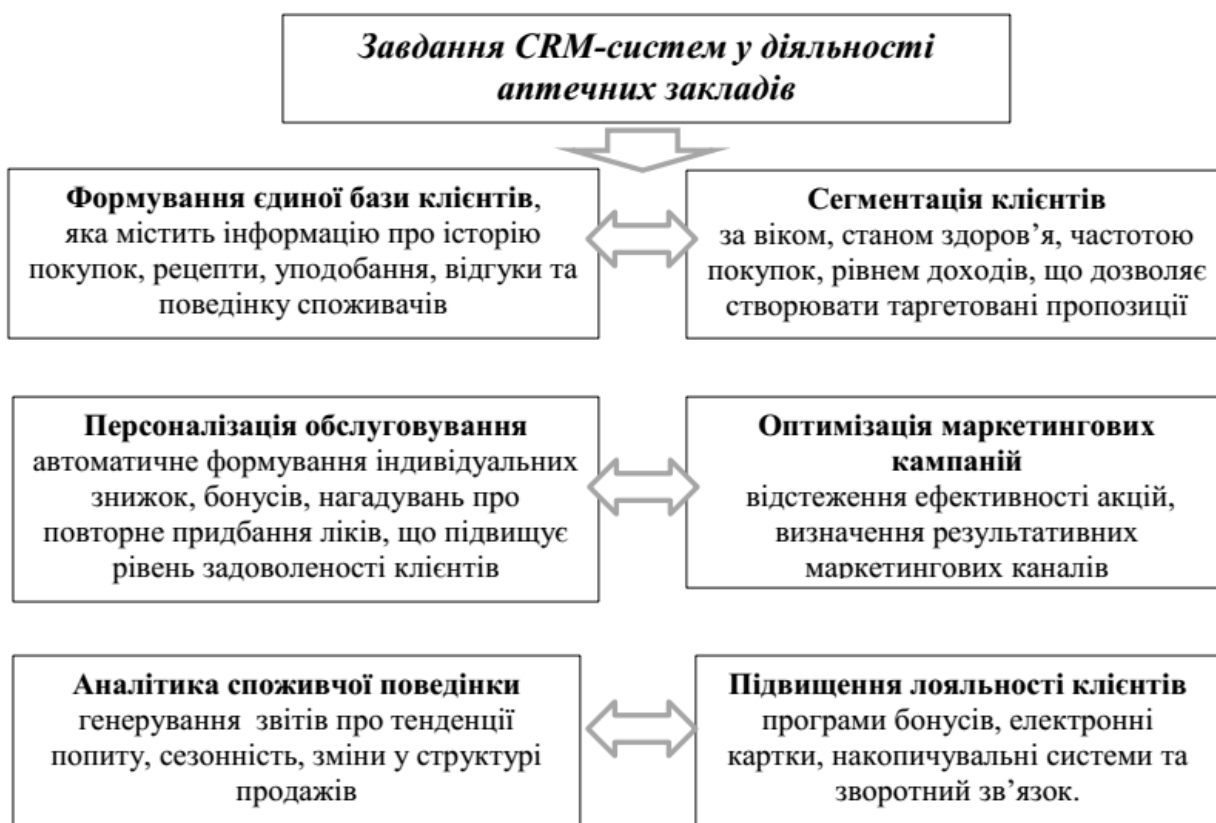 Завдання CRM-систем у діяльності
аптечних закладів
Формування єдиної бази клієнтів,
яка містить інформацію про історію
покупок, рецепти, уподобання, відгуки та
поведінку споживачів
Сегментація клієнтів
за віком, станом здоров’я, частотою
покупок, рівнем доходів, що дозволяє
створювати таргетовані пропозиції
Персоналізація обслуговування
автоматичне формування індивідуальних
знижок, бонусів, нагадувань про
повторне придбання ліків, що підвищує
рівень задоволеності клієнтів
Оптимізація маркетингових
кампаній
відстеження ефективності акцій,
визначення результативних
маркетингових каналів
Аналітика споживчої поведінки
генерування звітів про тенденції
попиту, сезонність, зміни у структурі
продажів
Підвищення лояльності клієнтів
програми бонусів, електронні
картки, накопичувальні системи та
зворотний зв’язок.